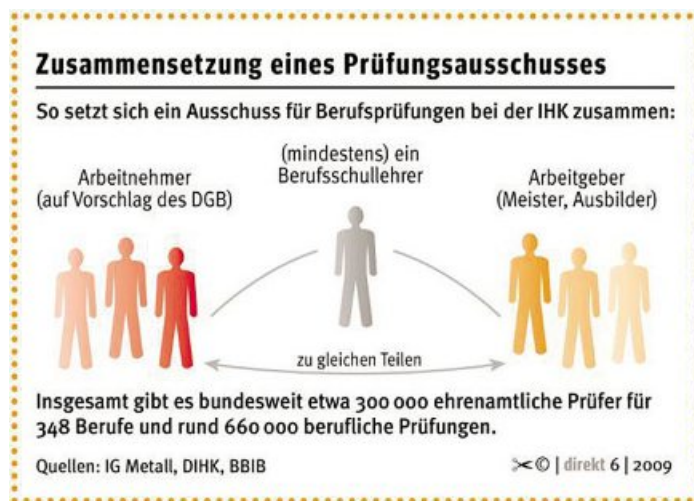 Zusammensetzung eines Prüfungsausschusses
So setzt sich ein Ausschuss für Berufsprüfungen bei der IHK zusammen:
(mindestens) ein
Berufsschullehrer
Arbeitnehmer
(auf Vorschlag des DGB)
Arbeitgeber
(Meister, Ausbilder)
zu gleichen Teilen
Insgesamt gibt es bundesweit etwa 300 000 ehrenamtliche Prüfer für
348 Berufe und rund 660 000 berufliche Prüfungen.
Quellen: IG Metall, DIHK, BBIB
© | direkt 6 | 2009